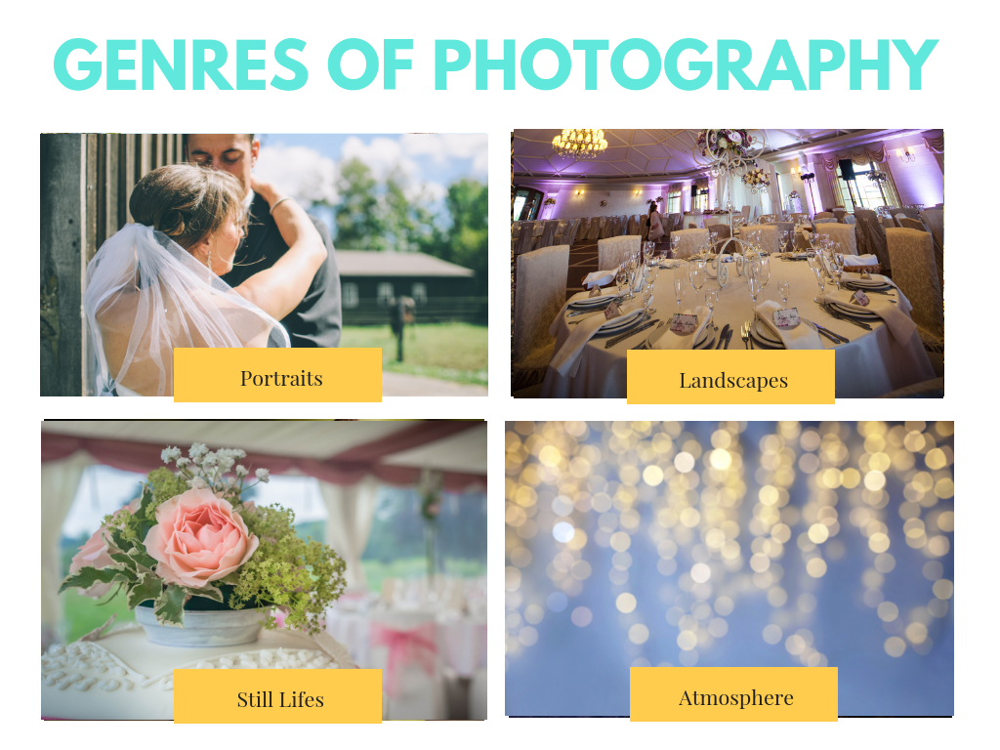 GENRES OF PHOTOGRAPHY
Portraits
Landscapes
Still Lifes
Atmosphere